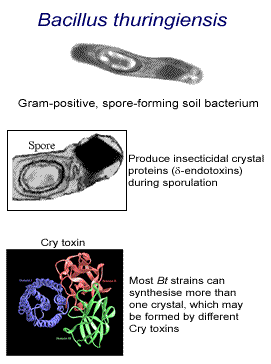 Bacillus thuringiensis
Gram-positive, spore-forming soil bacterium
Spore
Produce insecticidal crystal
proteins (δ-endotoxins)
during sporulation
Cry toxin
Most Bt strains can
synthesise more than
one crystal, which may
be formed by different
Cry toxins